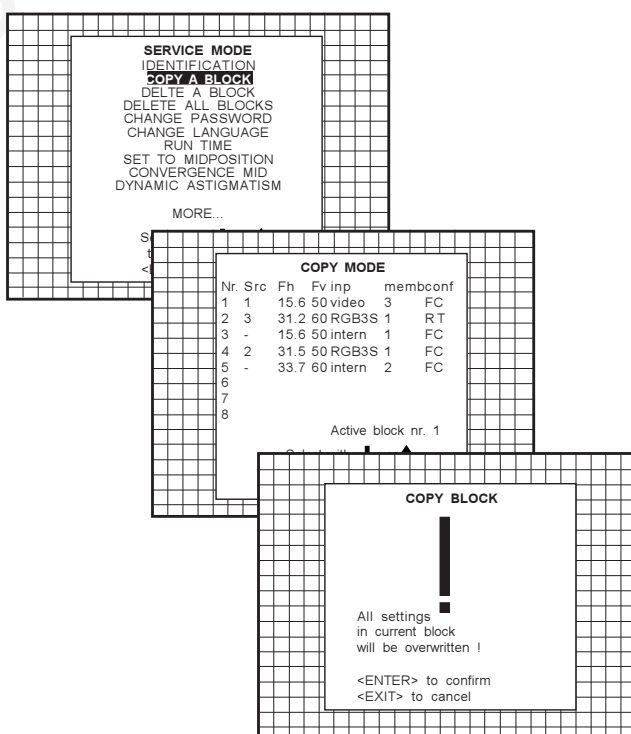 SERVICE MODE
IDENTIFICATION
COPY A BLOCK
DELTE A BLOCK
DELETE ALL BLOCKS
CHANGE PASSWORD
CHANGE LANGUAGE
RUN TIME
SET TO MIDPOSITION
CONVERGENCE MID
DYNAMIC ASTIGMATISM
MORE...
COPY MODE
Nr. Src Fh Fv inp membconf
1 1 15.6 50 video 3 FC
2 3 31.2 60 RGB3S 1 RT
3 - 15.6 50 intern 1 FC
4 2 31.5 50 RGB3S 1 FC
5 - 33.7 60 intern 2 FC
6
7
8
Active block nr. 1
COPY BLOCK
!
All settings
in current block
will be overwritten !
<ENTER> to confirm
<EXIT> to cancel